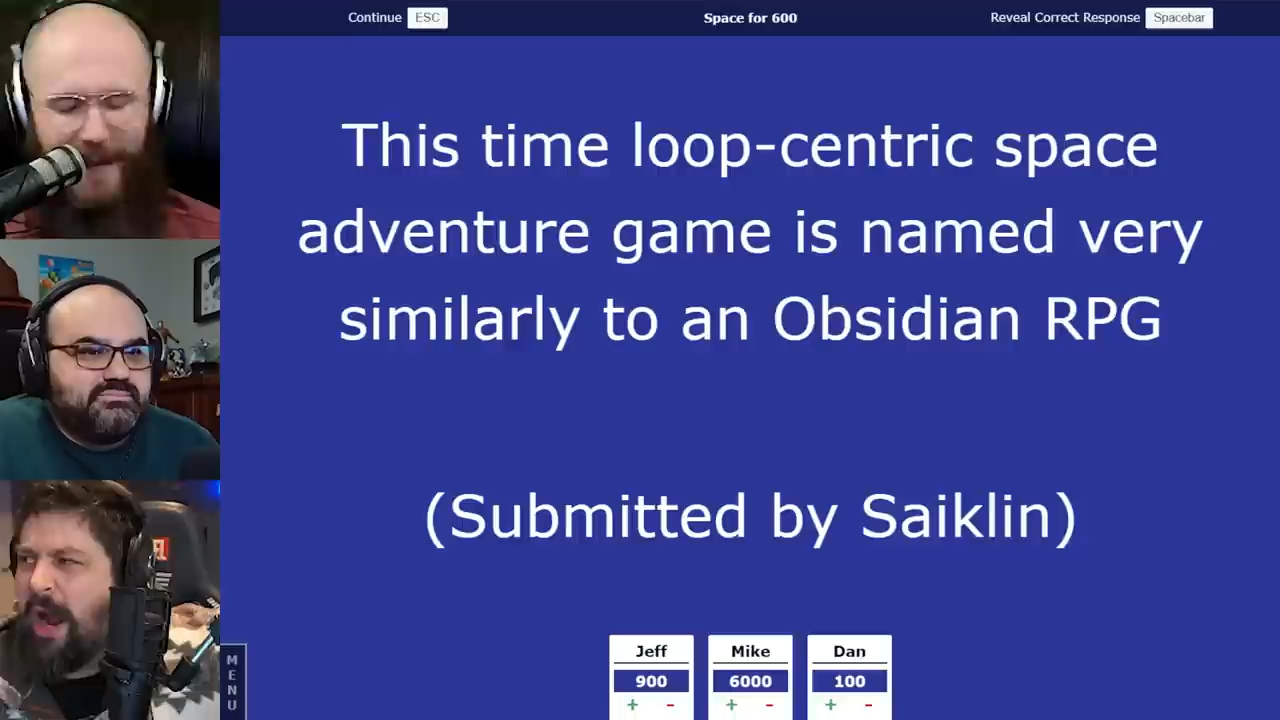 Continue ESC Space for 600 Reveal Correct Response Spacebar
This time loop-centric space
adventure game is named very
similarly to an Obsidian RPG
(Submitted by Saiklin)
MENU
Jeff Mike Dan
900 6000 100
+ - + - + -